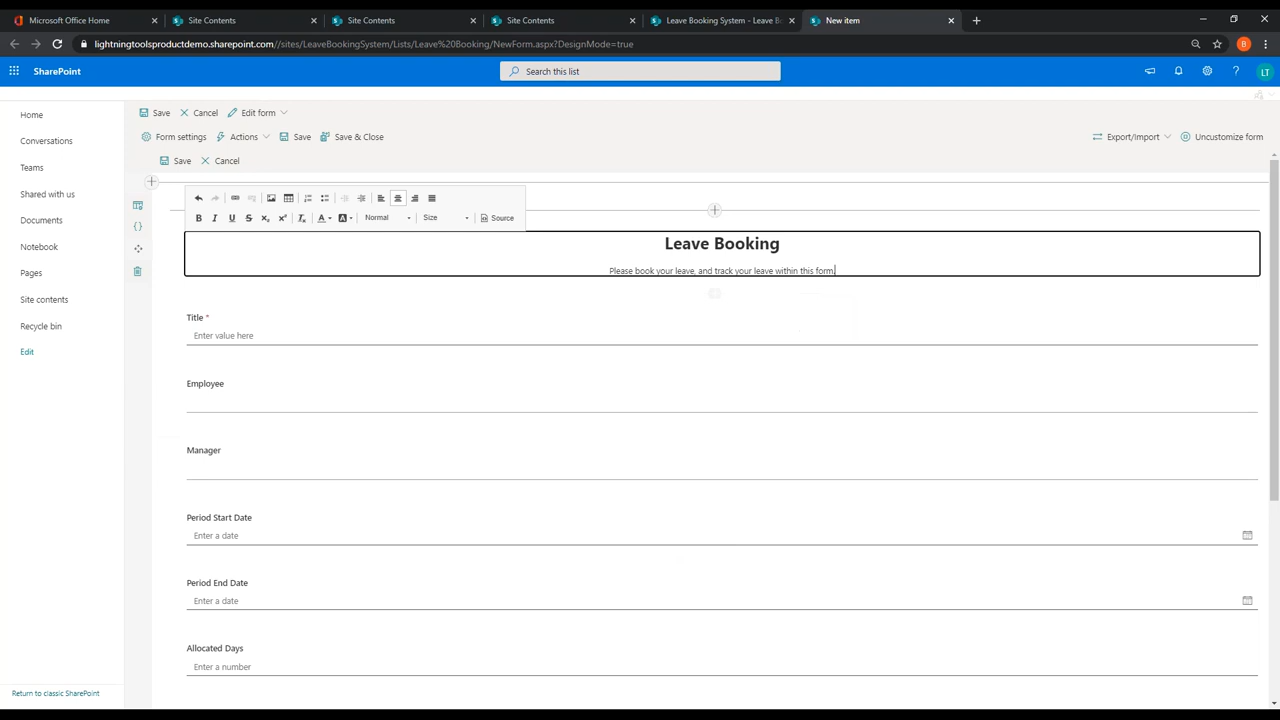 Microsoft Office Home
Site Contents
Site Contents
Site Contents
Leave Booking System - Leave B
New item
lightningtoolsproductdemo.sharepoint.com//sites/LeaveBookingSystem/Lists/Leave%20Booking/NewForm.aspx?DesignMode=true
B
SharePoint
Search this list
LT
Home
Conversations
Teams
Shared with us
Documents
Notebook
Pages
Site contents
Recycle bin
Edit
Return to classic SharePoint
Save Cancel Edit form
Form settings Actions Save Save & Close Export/Import Uncustomize form
Save Cancel
B I U S x₂ x² Tx A A Normal Size Source
Leave Booking
Please book your leave, and track your leave within this form.
Title *
Enter value here
Employee
Manager
Period Start Date
Enter a date
Period End Date
Enter a date
Allocated Days
Enter a number